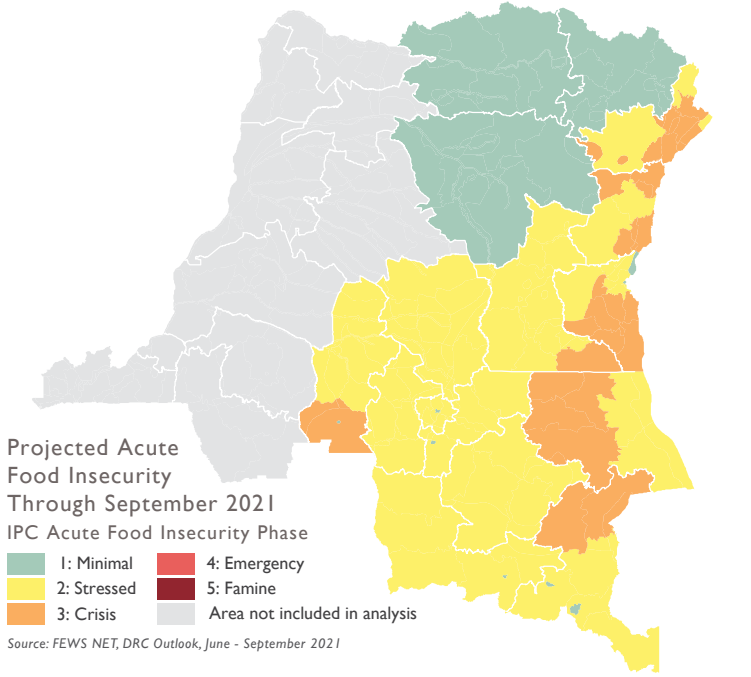 Projected Acute
Food Insecurity
Through September 2021
IPC Acute Food Insecurity Phase
1: Minimal
2: Stressed
3: Crisis
4: Emergency
5: Famine
Area not included in analysis
Source: FEWS NET, DRC Outlook, June - September 2021